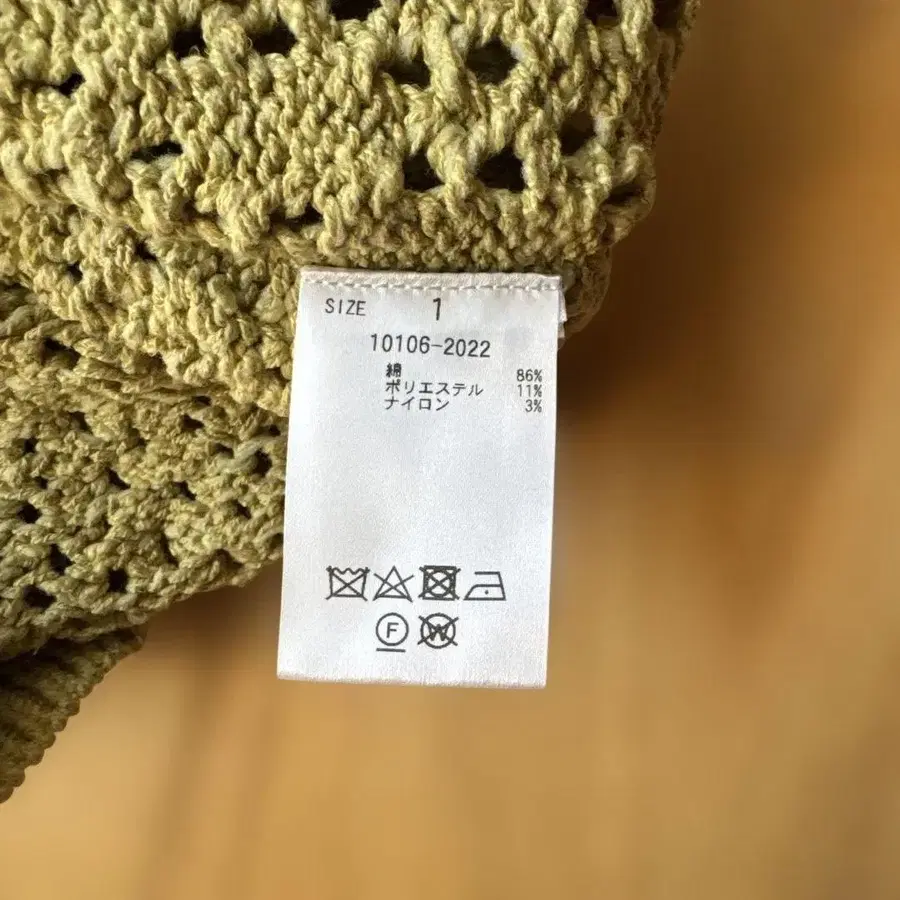 SIZE 1
10106-2022
綿 86%
ポリエステル 11%
ナイロン 3%
F W